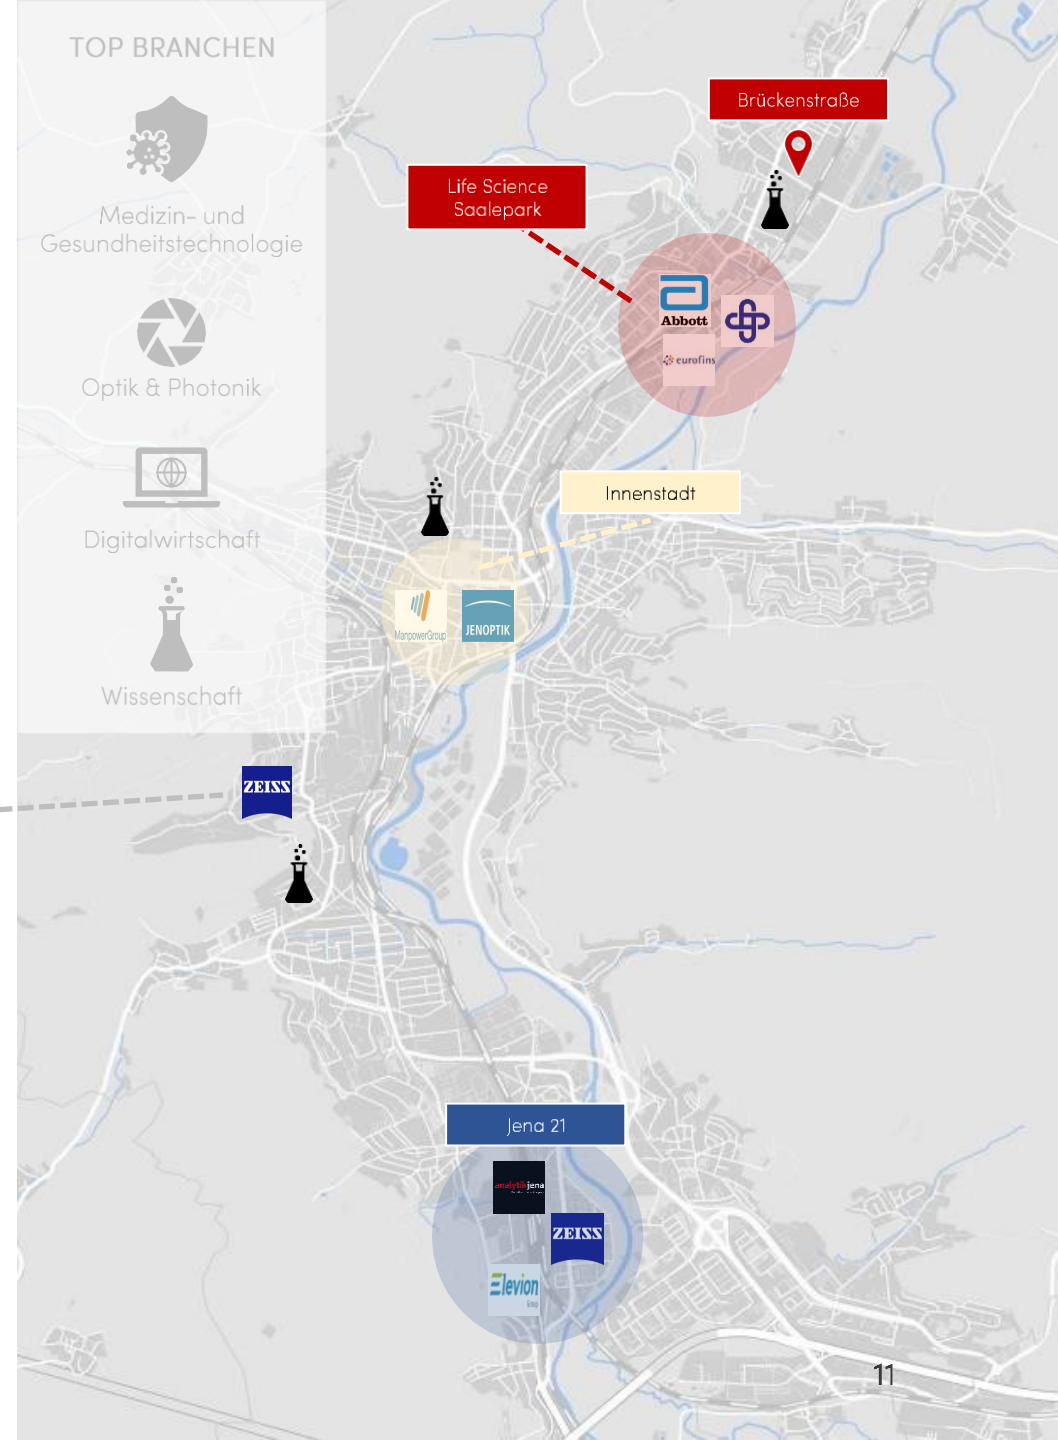 TOP BRANCHEN
Medizin- und
Gesundheitstechnologie
Optik & Photonik
Digitalwirtschaft
Wissenschaft
Brückenstraße
Life Science
Saalepark
Abbott
eurofins
Innenstadt
ManpowerGroup
JENOPTIK
ZEISS
Jena 21
analytikjena
ZEISS
Elevion
Group
11